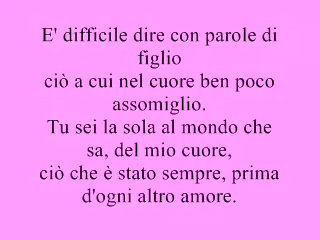 E' difficile dire con parole di
figlio
ciò a cui nel cuore ben poco
assomiglio.
Tu sei la sola al mondo che
sa, del mio cuore,
ciò che è stato sempre, prima
d'ogni altro amore.